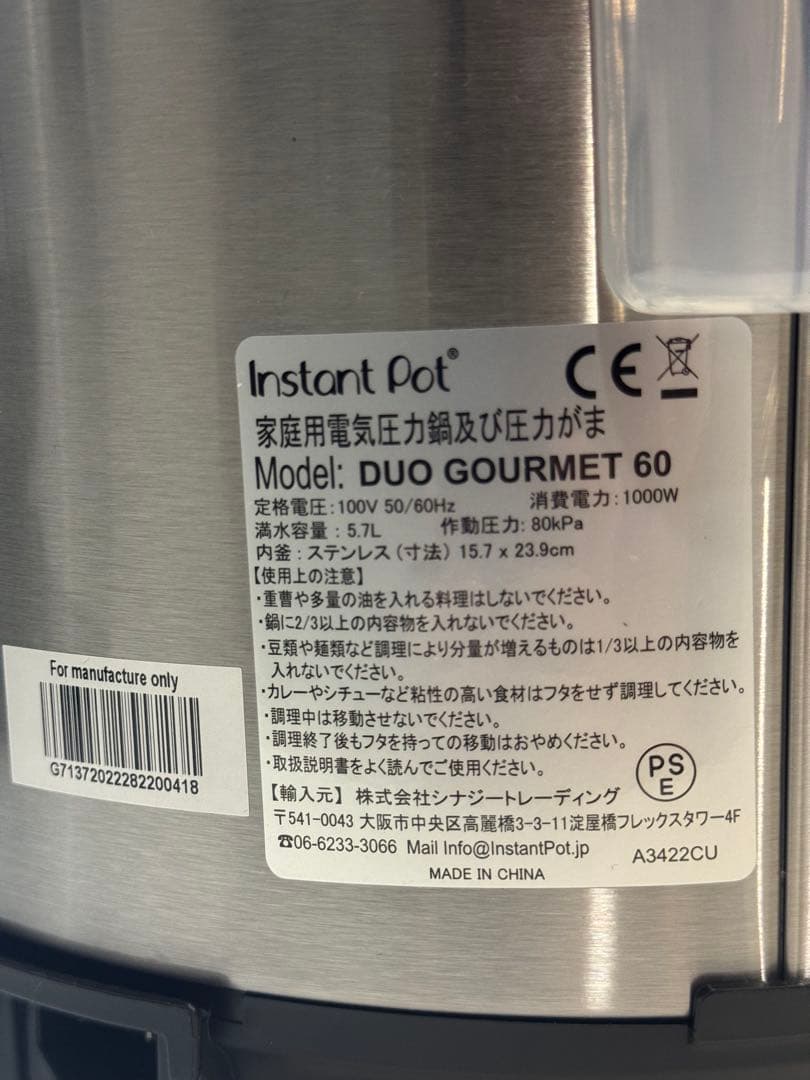 Instant Pot®
CE
家庭用電気圧力鍋及び圧力がま
Model: DUO GOURMET 60
定格電圧:100V 50/60Hz 消費電力:1000W
満水容量:5.7L 作動圧力:80kPa
内釜:ステンレス(寸法) 15.7 x 23.9cm
【使用上の注意】
・重曹や多量の油を入れる料理はしないでください。
・鍋に2/3以上の内容物を入れないでください。
・豆類や麺類など調理により分量が増えるものは1/3以上の内容物を
入れないでください。
・カレーやシチューなど粘性の高い食材はフタをせず調理してください。
・調理中は移動させないでください。
・調理終了後もフタを持っての移動はおやめください。
・取扱説明書をよく読んでご使用ください。
PS
E
【輸入元】 株式会社シナジートレーディング
〒541-0043 大阪市中央区高麗橋3-3-11淀屋橋フレックスタワー4F
☎06-6233-3066 Mail Info@InstantPot.jp
A3422CU
MADE IN CHINA
For manufacture only
G71372022282200418